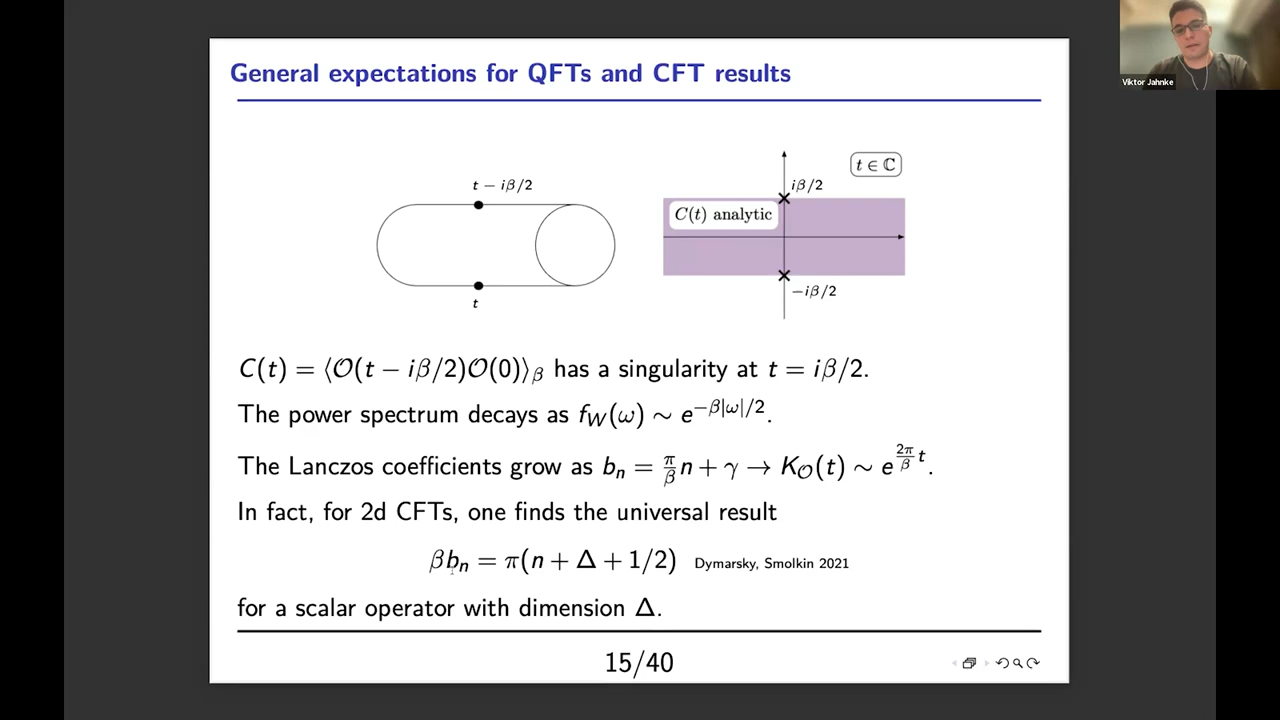 Viktor Jahnke
General expectations for QFTs and CFT results
t − iβ/2
t
t ∈ ℂ
iβ/2
C(t) analytic
−iβ/2
C(t) = ⟨𝒪(t − iβ/2)𝒪(0)⟩_β has a singularity at t = iβ/2.
The power spectrum decays as f_W(ω) ∼ e^{−β|ω|/2}.
The Lanczos coefficients grow as b_n = π/β n + γ → K_𝒪(t) ∼ e^{2π/β t}.
In fact, for 2d CFTs, one finds the universal result
βb_n = π(n + Δ + 1/2) Dymarsky, Smolkin 2021
for a scalar operator with dimension Δ.
15/40